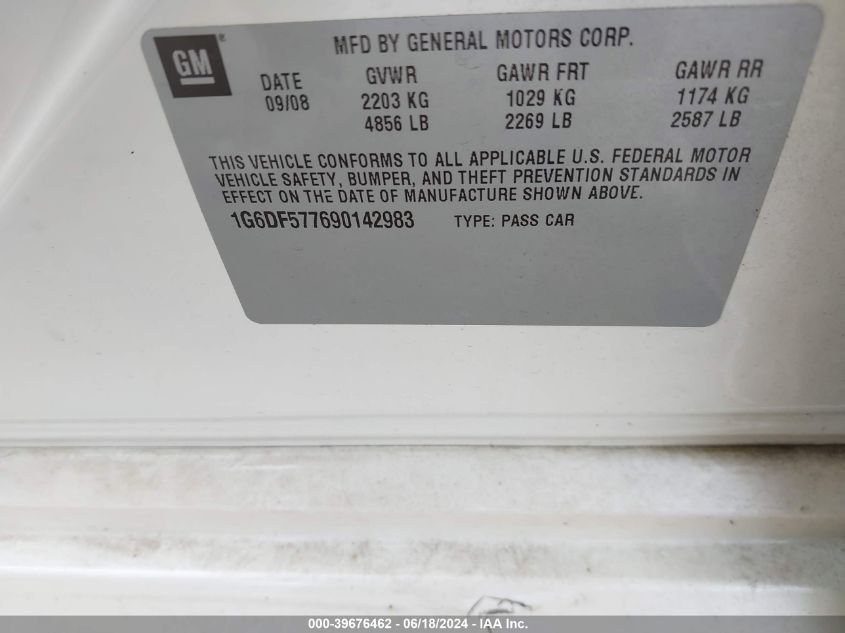 GM ®
MFD BY GENERAL MOTORS CORP.
DATE GVWR GAWR FRT GAWR RR
09/08 2203 KG 1029 KG 1174 KG
4856 LB 2269 LB 2587 LB
THIS VEHICLE CONFORMS TO ALL APPLICABLE U.S. FEDERAL MOTOR
VEHICLE SAFETY, BUMPER, AND THEFT PREVENTION STANDARDS IN
EFFECT ON THE DATE OF MANUFACTURE SHOWN ABOVE.
1G6DF577690142983 TYPE: PASS CAR
000-39676462 - 06/18/2024 - IAA Inc.